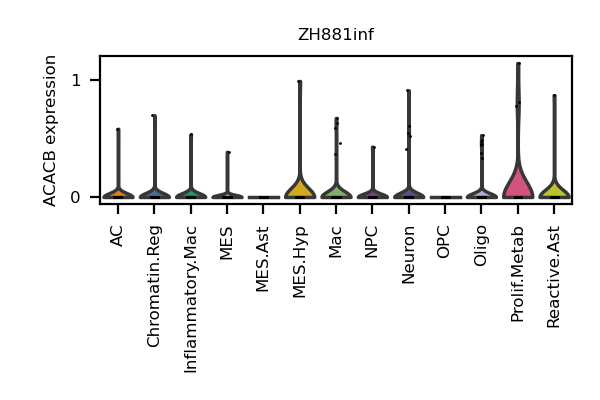 ZH881inf
ACACB expression
1
0
AC
Chromatin.Reg
Inflammatory.Mac
MES
MES.Ast
MES.Hyp
Mac
NPC
Neuron
OPC
Oligo
Prolif.Metab
Reactive.Ast